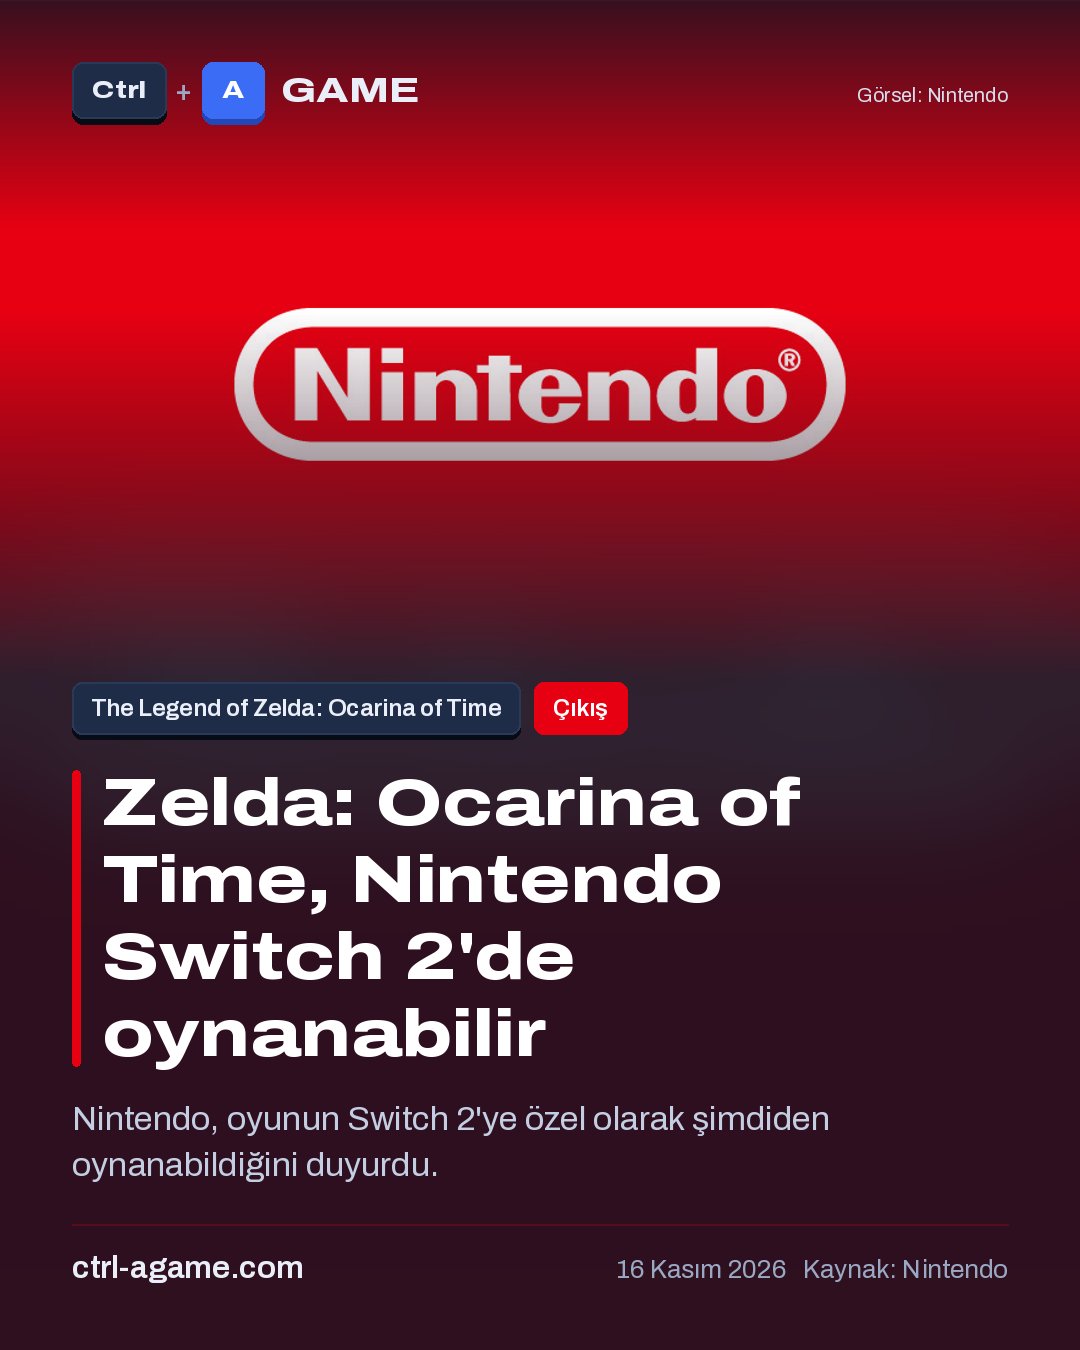 Ctrl + A GAME
Görsel: Nintendo
Nintendo®
The Legend of Zelda: Ocarina of Time
Çıkış
Zelda: Ocarina of
Time, Nintendo
Switch 2'de
oynanabilir
Nintendo, oyunun Switch 2'ye özel olarak şimdiden
oynanabildiğini duyurdu.
ctrl-agame.com
16 Kasım 2026 Kaynak: Nintendo